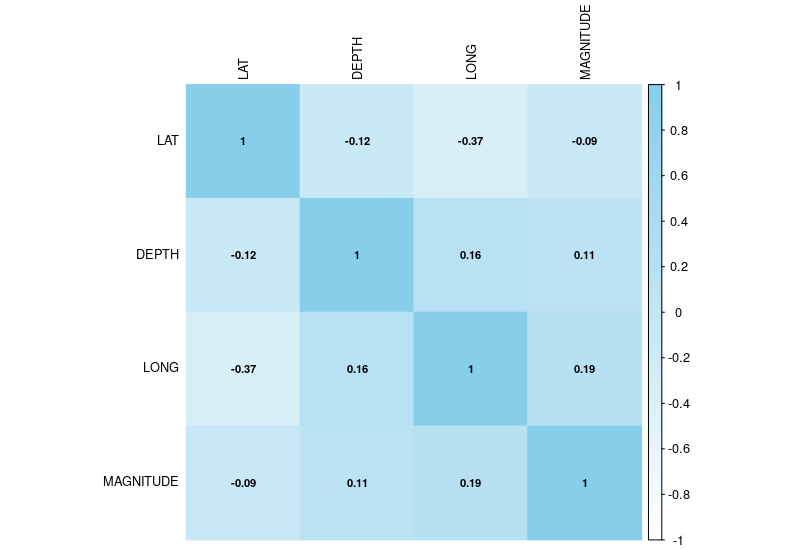 LAT DEPTH LONG MAGNITUDE
LAT 1 -0.12 -0.37 -0.09
DEPTH -0.12 1 0.16 0.11
LONG -0.37 0.16 1 0.19
MAGNITUDE -0.09 0.11 0.19 1
1
0.8
0.6
0.4
0.2
0
-0.2
-0.4
-0.6
-0.8
-1